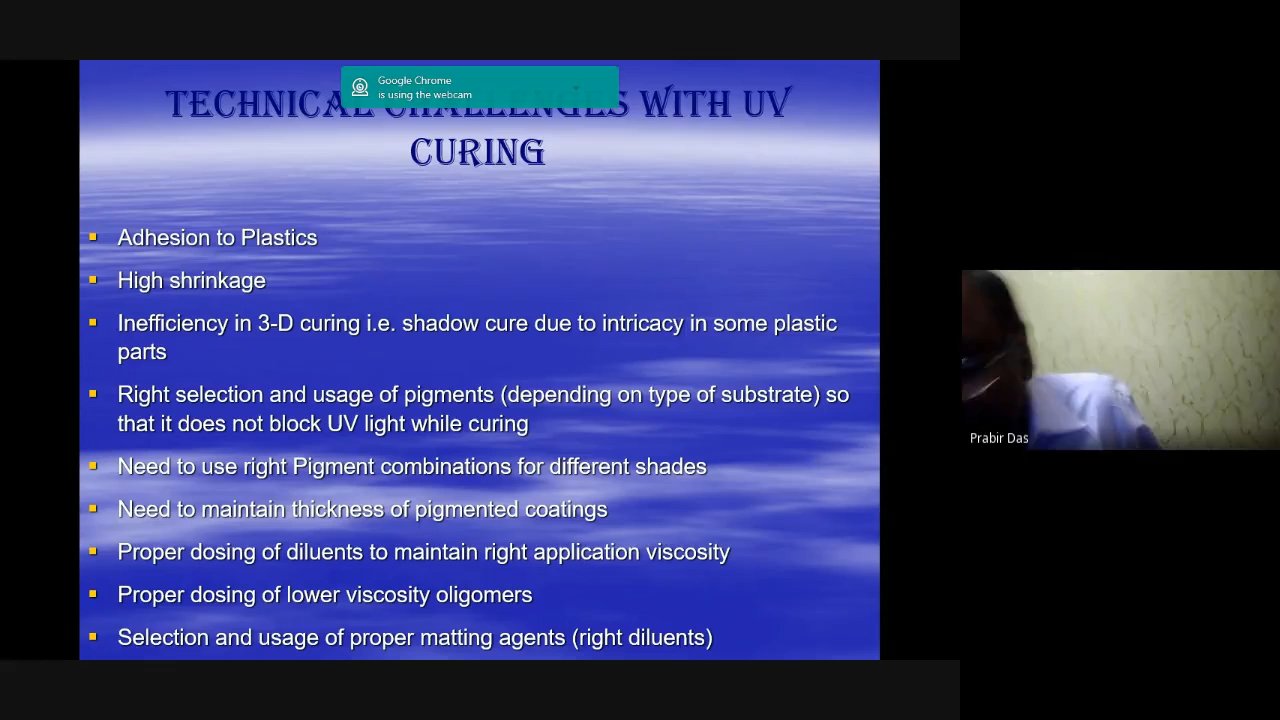 Google Chrome
is using the webcam
TECHNICAL CHALLENGES WITH UV
CURING
Adhesion to Plastics
High shrinkage
Inefficiency in 3-D curing i.e. shadow cure due to intricacy in some plastic
parts
Right selection and usage of pigments (depending on type of substrate) so
that it does not block UV light while curing
Need to use right Pigment combinations for different shades
Need to maintain thickness of pigmented coatings
Proper dosing of diluents to maintain right application viscosity
Proper dosing of lower viscosity oligomers
Selection and usage of proper matting agents (right diluents)
Prabir Das